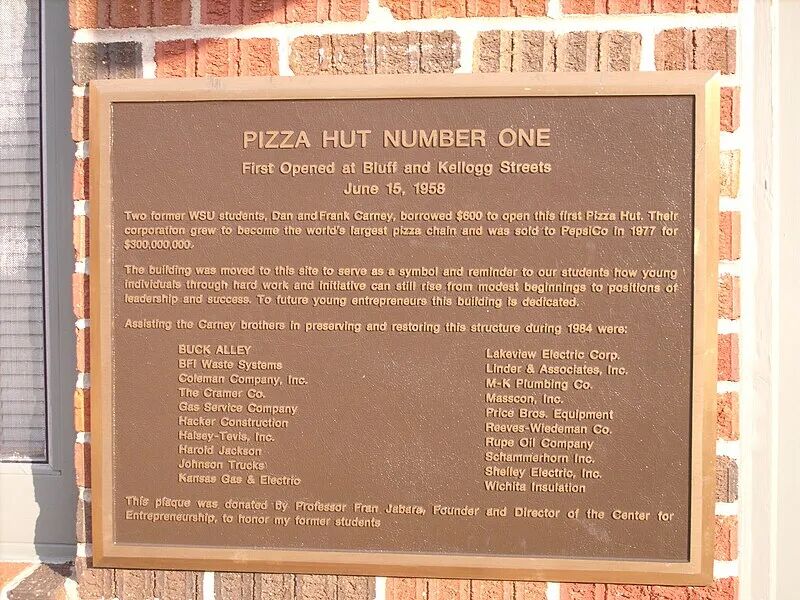 PIZZA HUT NUMBER ONE
First Opened at Bluff and Kellogg Streets
June 15, 1958
Two former WSU students, Dan and Frank Carney, borrowed $600 to open this first Pizza Hut. Their
corporation grew to become the world's largest pizza chain and was sold to PepsiCo in 1977 for
$300,000,000.
The building was moved to this site to serve as a symbol and reminder to our students how young
individuals through hard work and initiative can still rise from modest beginnings to positions of
leadership and success. To future young entrepreneurs this building is dedicated.
Assisting the Carney brothers in preserving and restoring this structure during 1984 were:
BUCK ALLEY
BFI Waste Systems
Coleman Company, Inc.
The Cramer Co.
Gas Service Company
Hacker Construction
Halsey-Tevis, Inc.
Harold Jackson
Johnson Trucks
Kansas Gas & Electric
Lakeview Electric Corp.
Linder & Associates, Inc.
M-K Plumbing Co.
Masscon, Inc.
Price Bros. Equipment
Reeves-Wiedeman Co.
Rupe Oil Company
Schammerhorn Inc.
Shelley Electric, Inc.
Wichita Insulation
This plaque was donated by Professor Fran Jabara, Founder and Director of the Center for
Entrepreneurship, to honor my former students